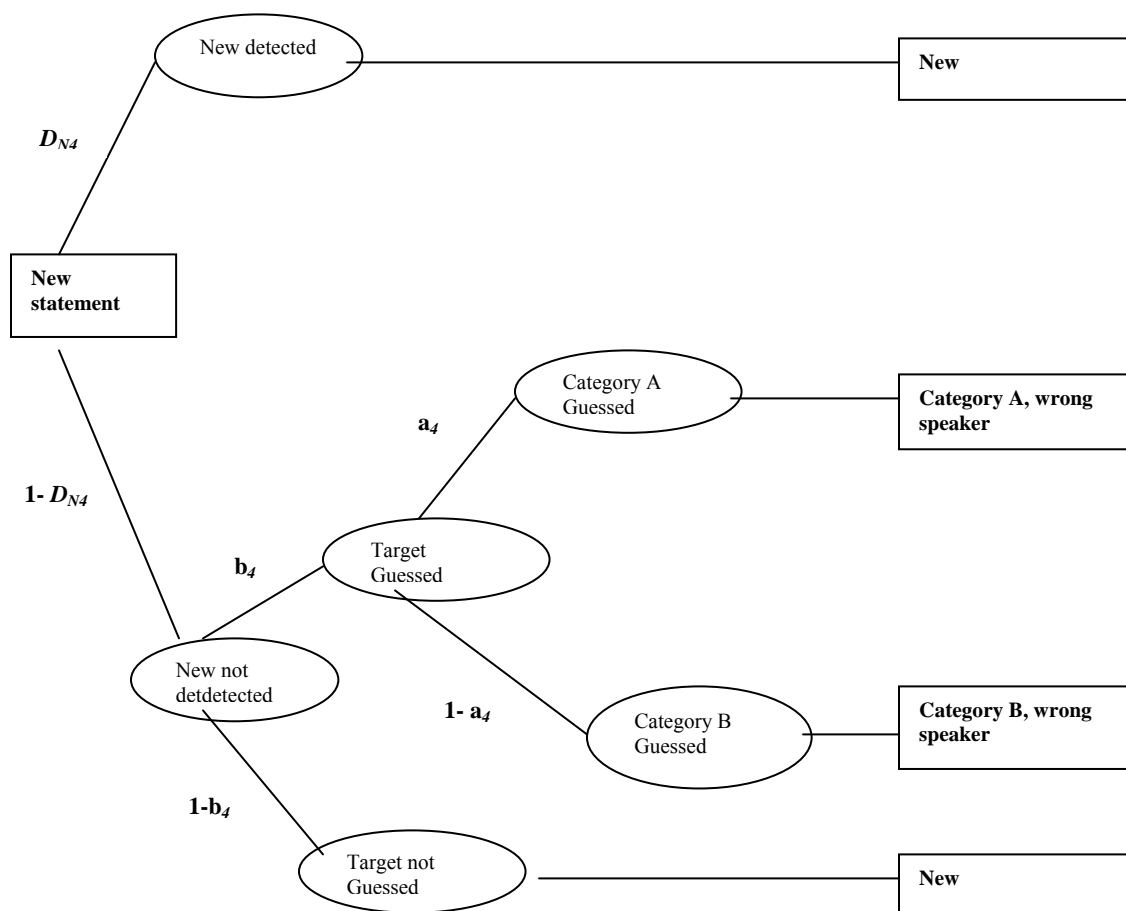 New detected
New
D_N4
New
statement
Category A
Guessed
Category A, wrong
speaker
a_4
1- D_N4
b_4
Target
Guessed
New not
detdetected
1- a_4
Category B
Guessed
Category B, wrong
speaker
1-b_4
Target not
Guessed
New